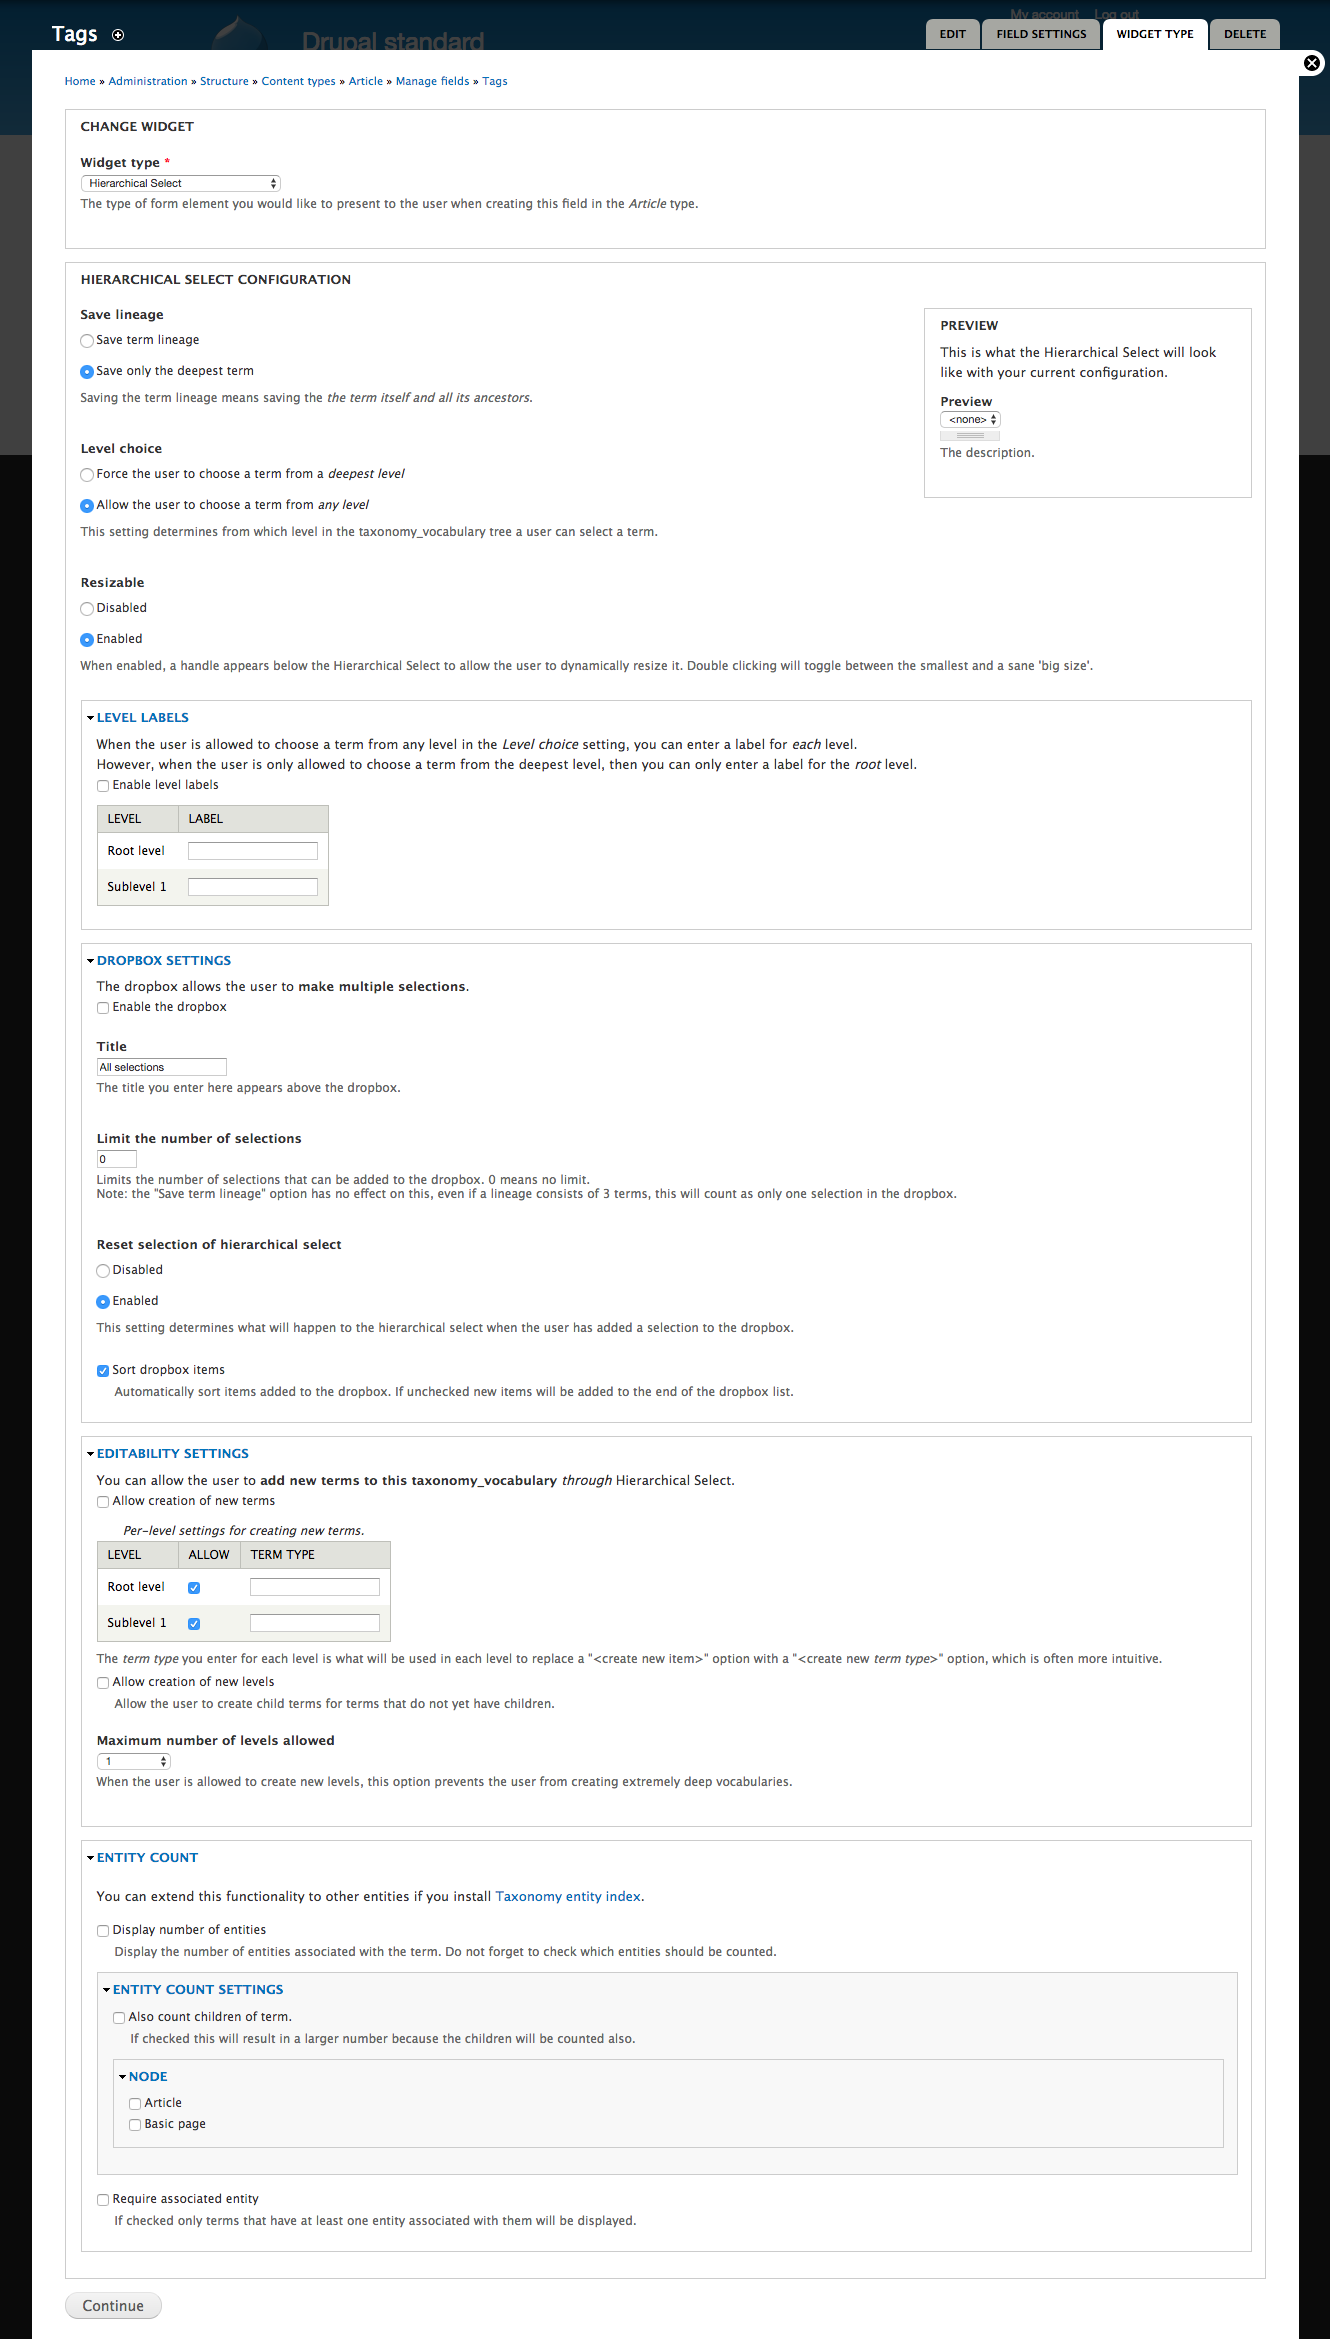 My account Log out
Drupal standard
Tags
EDIT FIELD SETTINGS WIDGET TYPE DELETE
Home » Administration » Structure » Content types » Article » Manage fields » Tags
CHANGE WIDGET
Widget type *
Hierarchical Select
The type of form element you would like to present to the user when creating this field in the Article type.
HIERARCHICAL SELECT CONFIGURATION
Save lineage
Save term lineage
Save only the deepest term
Saving the term lineage means saving the the term itself and all its ancestors.
PREVIEW
This is what the Hierarchical Select will look
like with your current configuration.
Preview
<none>
The description.
Level choice
Force the user to choose a term from a deepest level
Allow the user to choose a term from any level
This setting determines from which level in the taxonomy_vocabulary tree a user can select a term.
Resizable
Disabled
Enabled
When enabled, a handle appears below the Hierarchical Select to allow the user to dynamically resize it. Double clicking will toggle between the smallest and a sane 'big size'.
LEVEL LABELS
When the user is allowed to choose a term from any level in the Level choice setting, you can enter a label for each level.
However, when the user is only allowed to choose a term from the deepest level, then you can only enter a label for the root level.
Enable level labels
LEVEL LABEL
Root level
Sublevel 1
DROPBOX SETTINGS
The dropbox allows the user to make multiple selections.
Enable the dropbox
Title
All selections
The title you enter here appears above the dropbox.
Limit the number of selections
0
Limits the number of selections that can be added to the dropbox. 0 means no limit.
Note: the "Save term lineage" option has no effect on this, even if a lineage consists of 3 terms, this will count as only one selection in the dropbox.
Reset selection of hierarchical select
Disabled
Enabled
This setting determines what will happen to the hierarchical select when the user has added a selection to the dropbox.
Sort dropbox items
Automatically sort items added to the dropbox. If unchecked new items will be added to the end of the dropbox list.
EDITABILITY SETTINGS
You can allow the user to add new terms to this taxonomy_vocabulary through Hierarchical Select.
Allow creation of new terms
Per-level settings for creating new terms.
LEVEL ALLOW TERM TYPE
Root level
Sublevel 1
The term type you enter for each level is what will be used in each level to replace a "<create new item>" option with a "<create new term type>" option, which is often more intuitive.
Allow creation of new levels
Allow the user to create child terms for terms that do not yet have children.
Maximum number of levels allowed
1
When the user is allowed to create new levels, this option prevents the user from creating extremely deep vocabularies.
ENTITY COUNT
You can extend this functionality to other entities if you install Taxonomy entity index.
Display number of entities
Display the number of entities associated with the term. Do not forget to check which entities should be counted.
ENTITY COUNT SETTINGS
Also count children of term.
If checked this will result in a larger number because the children will be counted also.
NODE
Article
Basic page
Require associated entity
If checked only terms that have at least one entity associated with them will be displayed.
Continue